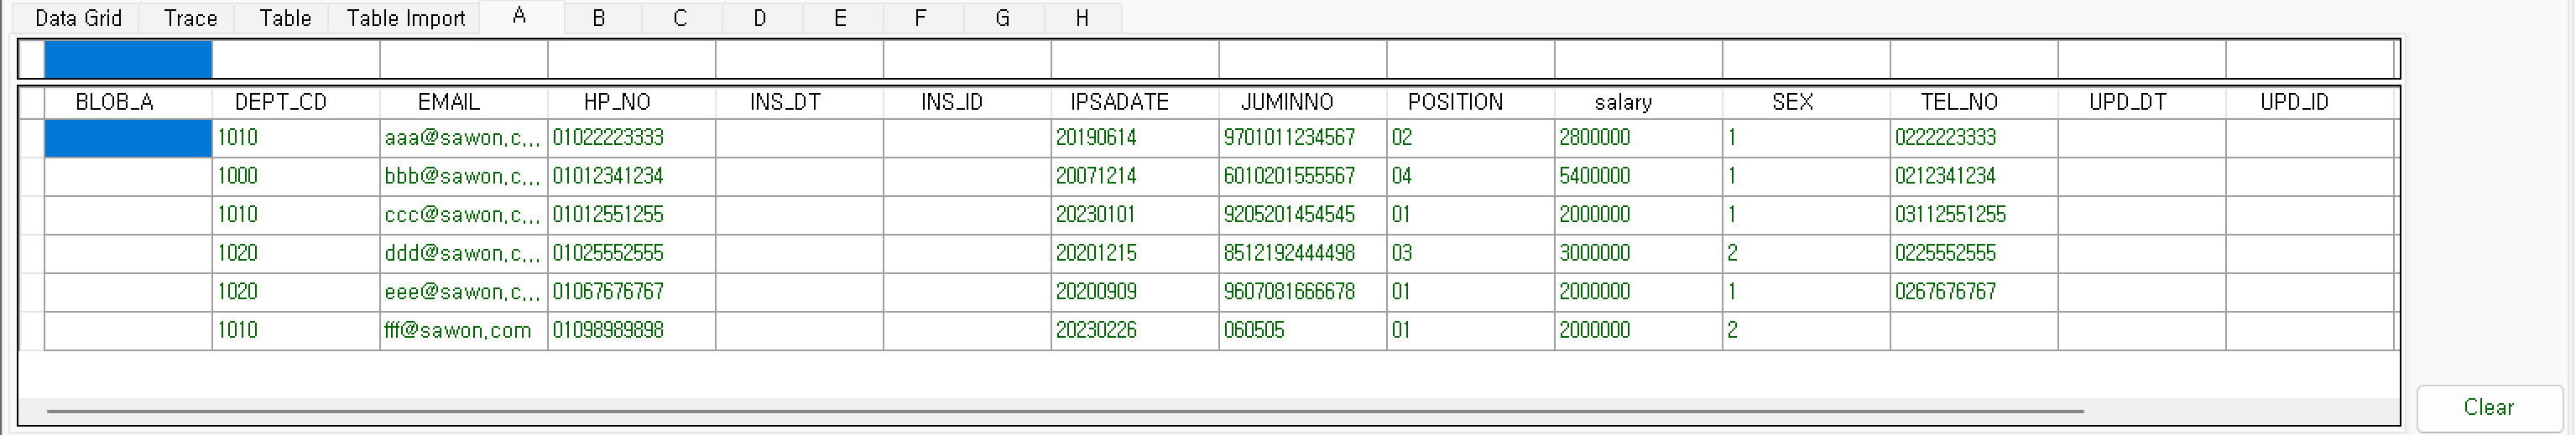 Data Grid Trace Table Table Import A B C D E F G H
BLOB_A DEPT_CD EMAIL HP_NO INS_DT INS_ID IPSADATE JUMINNO POSITION salary SEX TEL_NO UPD_DT UPD_ID
1010 aaa@sawon.c... 01022223333 20190614 9701011234567 02 2800000 1 0222223333
1000 bbb@sawon.c... 01012341234 20071214 6010201555567 04 5400000 1 0212341234
1010 ccc@sawon.c... 01012551255 20230101 9205201454545 01 2000000 1 03112551255
1020 ddd@sawon.c... 01025552555 20201215 8512192444498 03 3000000 2 0225552555
1020 eee@sawon.c... 01067676767 20200909 9607081666678 01 2000000 1 0267676767
1010 fff@sawon.com 01098989898 20230226 060505 01 2000000 2
Clear